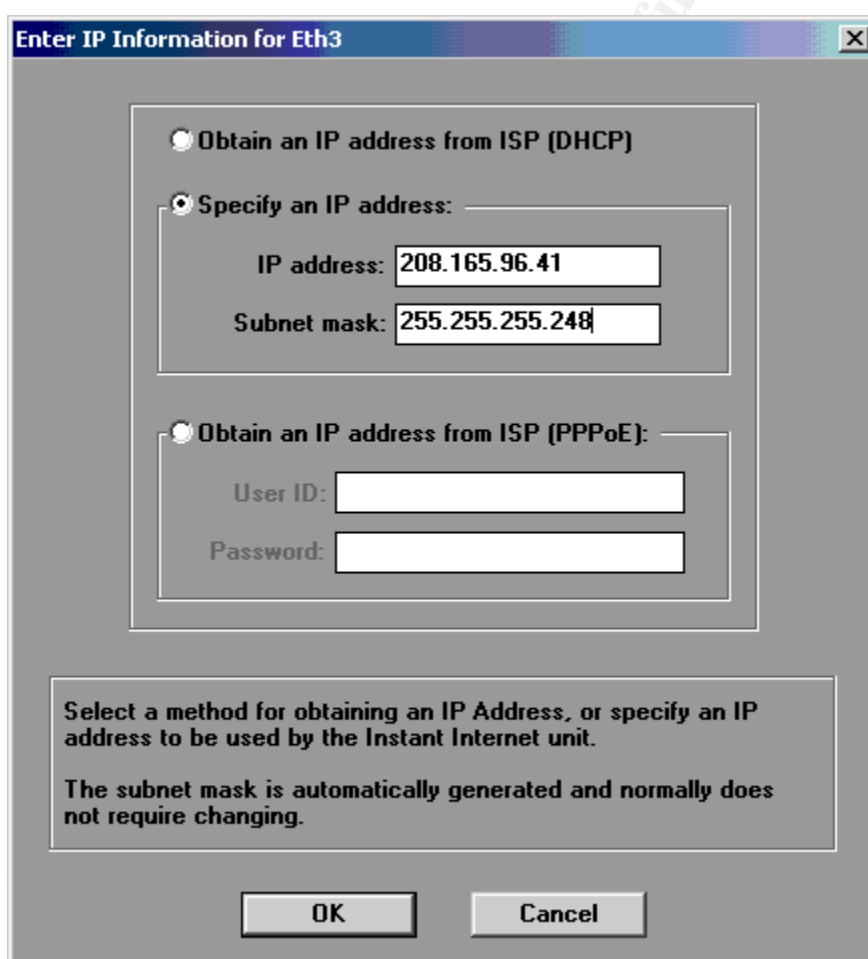 Enter IP Information for Eth3
Obtain an IP address from ISP (DHCP)
Specify an IP address:
IP address: 208.165.96.41
Subnet mask: 255.255.255.248
Obtain an IP address from ISP (PPPoE):
User ID:
Password:
Select a method for obtaining an IP Address, or specify an IP
address to be used by the Instant Internet unit.
The subnet mask is automatically generated and normally does
not require changing.
OK Cancel